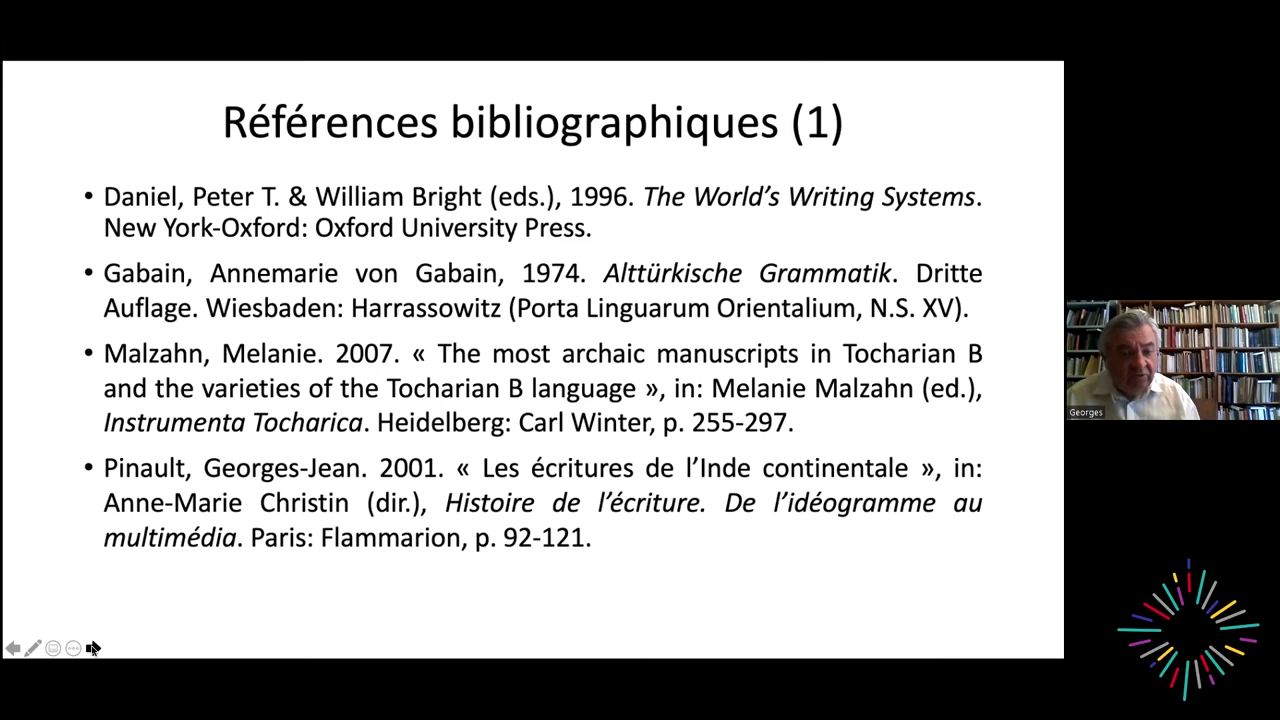 Références bibliographiques (1)
• Daniel, Peter T. & William Bright (eds.), 1996. The World’s Writing Systems.
New York-Oxford: Oxford University Press.
• Gabain, Annemarie von Gabain, 1974. Alttürkische Grammatik. Dritte
Auflage. Wiesbaden: Harrassowitz (Porta Linguarum Orientalium, N.S. XV).
• Malzahn, Melanie. 2007. « The most archaic manuscripts in Tocharian B
and the varieties of the Tocharian B language », in: Melanie Malzahn (ed.),
Instrumenta Tocharica. Heidelberg: Carl Winter, p. 255-297.
• Pinault, Georges-Jean. 2001. « Les écritures de l’Inde continentale », in:
Anne-Marie Christin (dir.), Histoire de l’écriture. De l’idéogramme au
multimédia. Paris: Flammarion, p. 92-121.
Georges